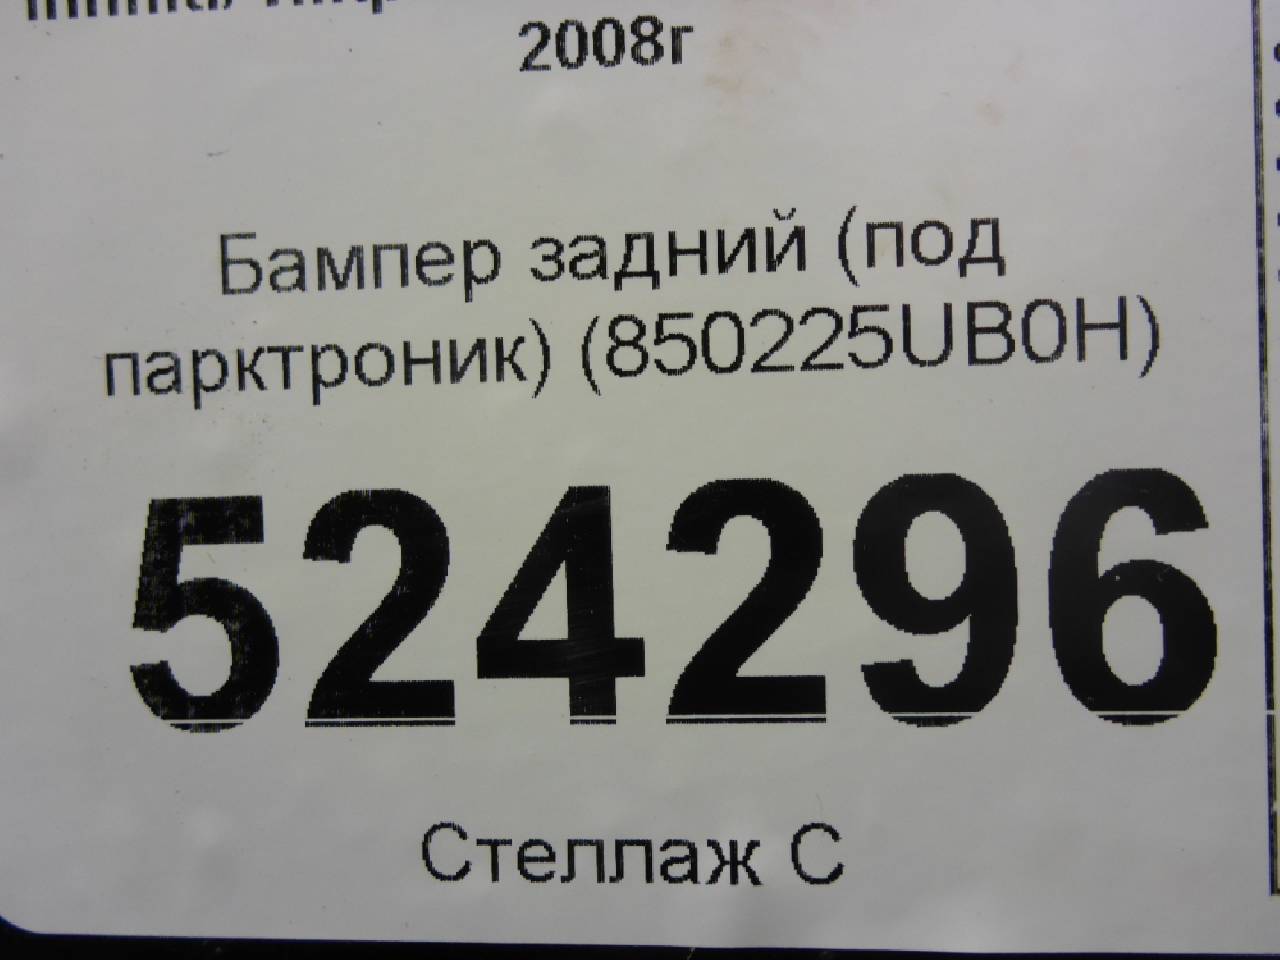 2008г
Бампер задний (под
парктроник) (850225UB0H)
524296
Стеллаж С